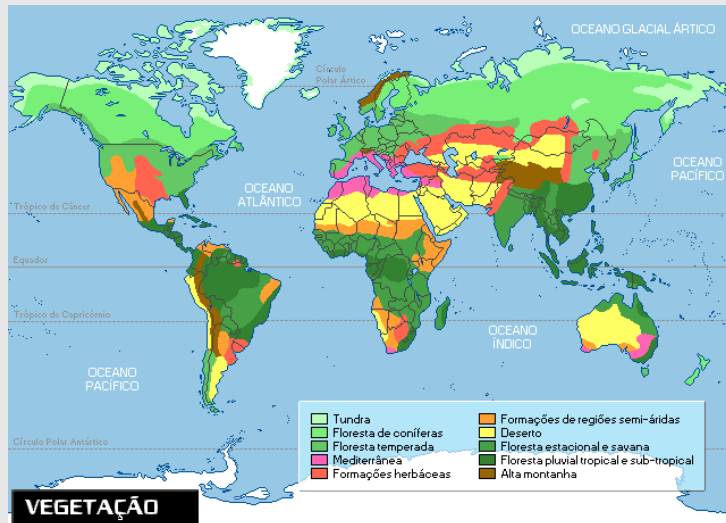 OCEANO GLACIAL ÁRTICO
Círculo
Polar Ártico
OCEANO
PACÍFICO
OCEANO
ATLÂNTICO
Trópico de Câncer
Equador
Trópico de Capricórnio
OCEANO
ÍNDICO
OCEANO
PACÍFICO
Círculo Polar Antártico
Tundra
Floresta de coníferas
Floresta temperada
Mediterrânea
Formações herbáceas
Formações de regiões semi-áridas
Deserto
Floresta estacional e savana
Floresta pluvial tropical e sub-tropical
Alta montanha
VEGETAÇÃO